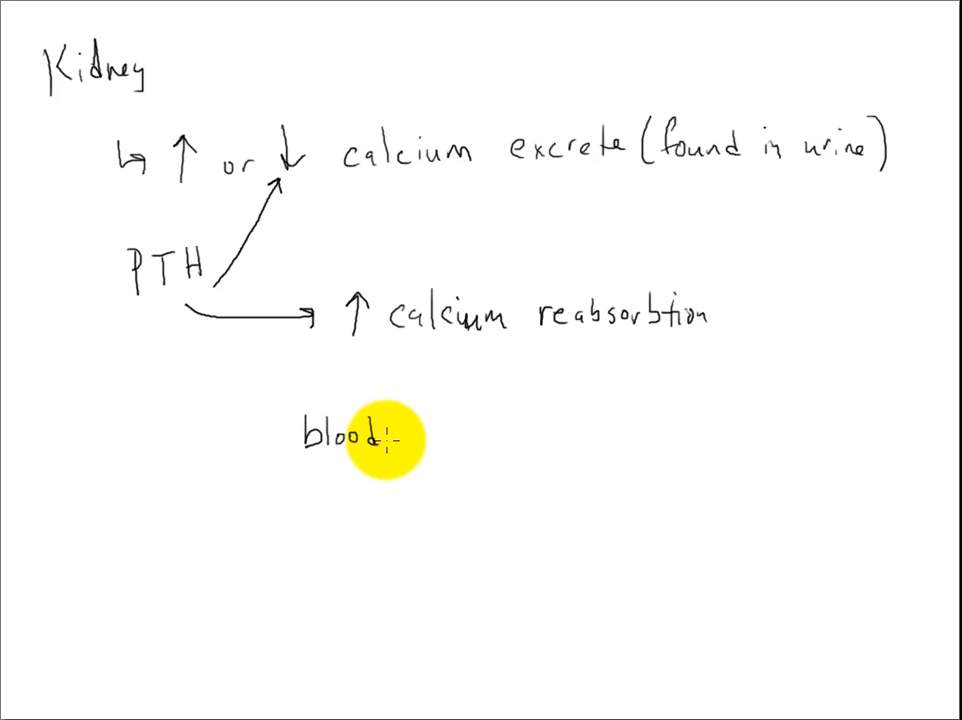 Kidney
↳ ↑ or ↓ calcium excrete (found in urine)
PTH
↑ calcium reabsorbtion
blood